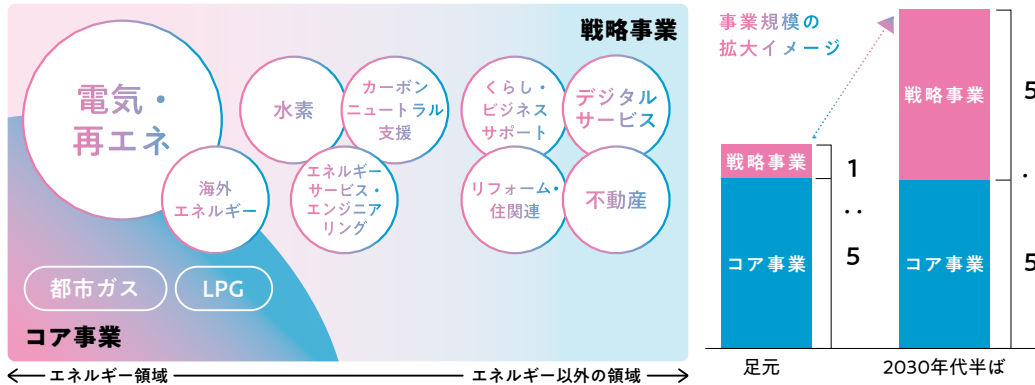 戦略事業
電気・
再エネ
水素
カーボン
ニュートラル
支援
くらし・
ビジネス
サポート
デジタル
サービス
海外
エネルギー
エネルギー
サービス・
エンジニア
リング
リフォーム・
住関連
不動産
都市ガス
LPG
コア事業
エネルギー領域
エネルギー以外の領域
事業規模の
拡大イメージ
戦略事業
1
:
5
コア事業
足元
戦略事業
5
:
5
コア事業
2030年代半ば